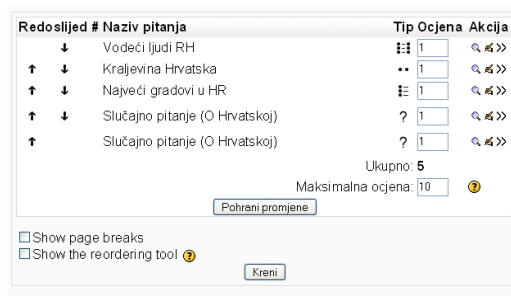 Redoslijed # Naziv pitanja Tip Ocjena Akcija
↓ Vodeći ljudi RH 1 >>
↑ ↓ Kraljevina Hrvatska •• 1 >>
↑ ↓ Najveći gradovi u HR 1 >>
↑ ↓ Slučajno pitanje (O Hrvatskoj) ? 1 >>
↑ Slučajno pitanje (O Hrvatskoj) ? 1 >>
Ukupno: 5
Maksimalna ocjena: 10 ?
Pohrani promjene
Show page breaks
Show the reordering tool ?
Kreni